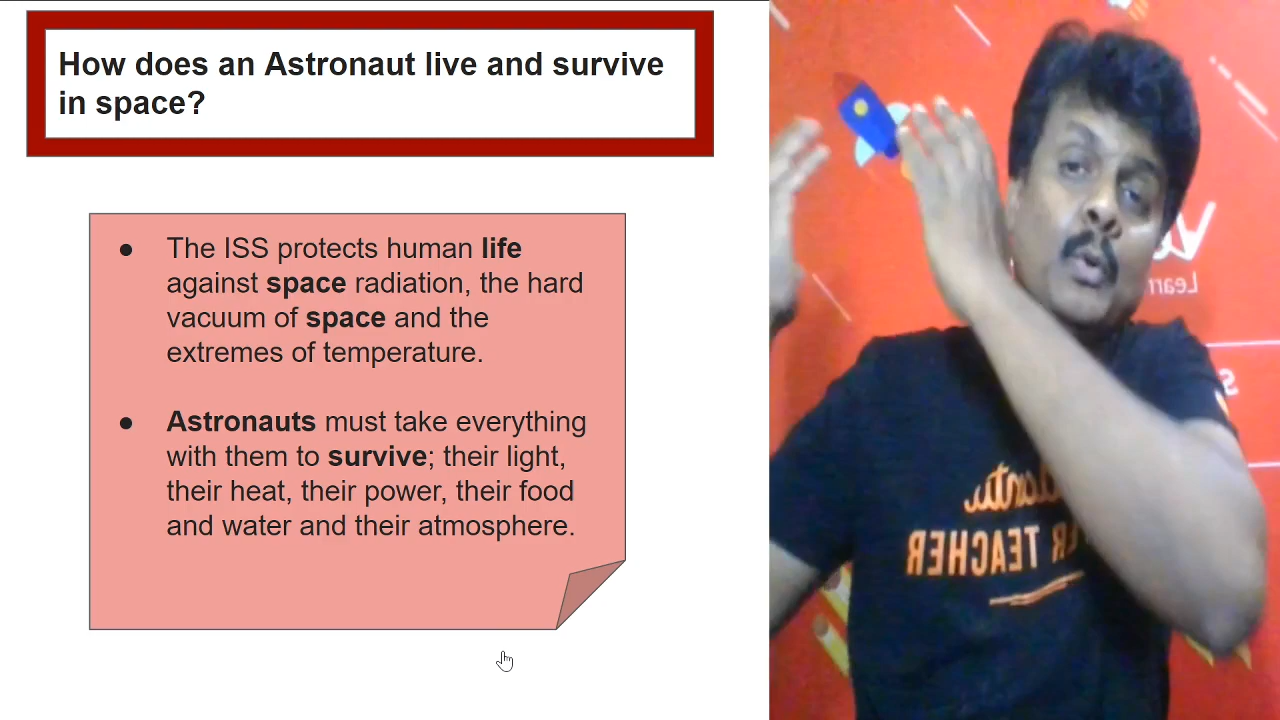 How does an Astronaut live and survive
in space?
● The ISS protects human life
against space radiation, the hard
vacuum of space and the
extremes of temperature.
● Astronauts must take everything
with them to survive; their light,
their heat, their power, their food
and water and their atmosphere.
Learn
TEACHER